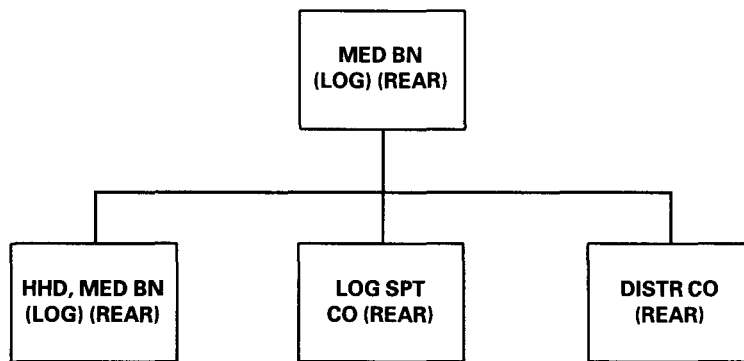 MED BN
(LOG) (REAR)
HHD, MED BN
(LOG) (REAR)
LOG SPT
CO (REAR)
DISTR CO
(REAR)